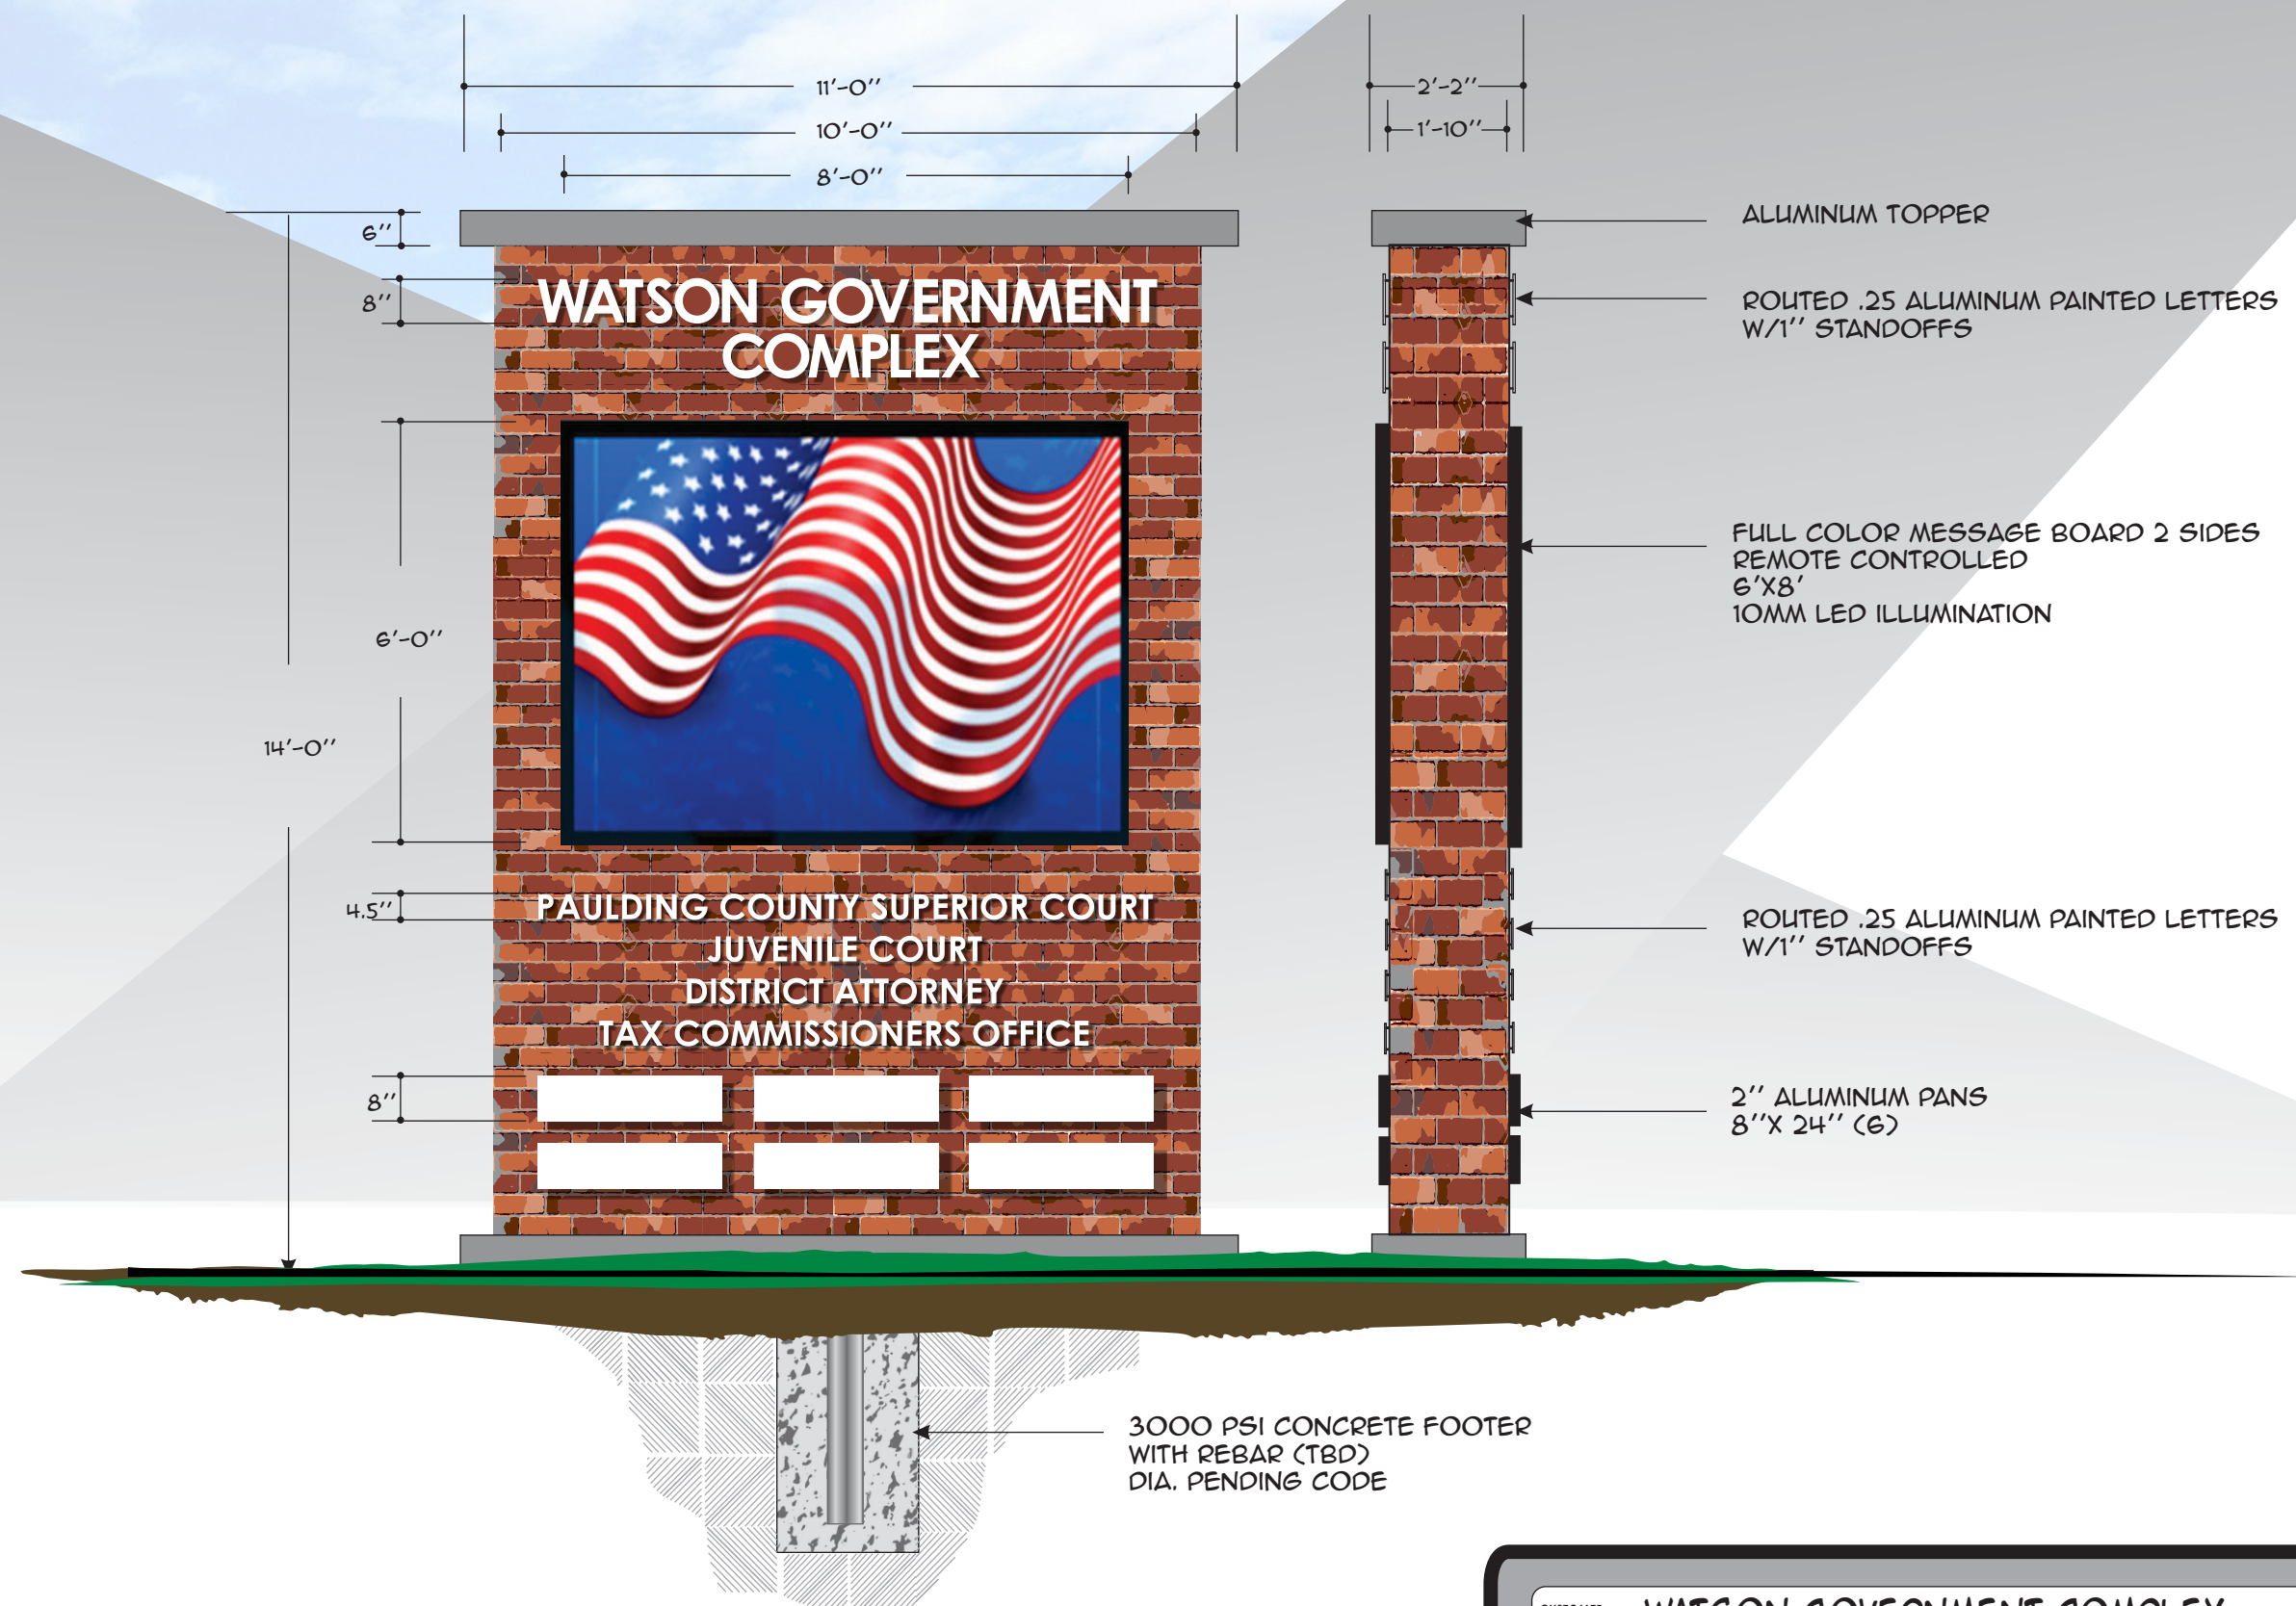 11'-0''
2'-2''
10'-0''
1'-10''
8'-0''
6''
ALUMINUM TOPPER
8''
WATSON GOVERNMENT
COMPLEX
ROUTED .25 ALUMINUM PAINTED LETTERS
W/1'' STANDOFFS
FULL COLOR MESSAGE BOARD 2 SIDES
REMOTE CONTROLLED
6'X8'
10MM LED ILLUMINATION
6'-0''
14'-0''
4.5''
PAULDING COUNTY SUPERIOR COURT
JUVENILE COURT
DISTRICT ATTORNEY
TAX COMMISSIONERS OFFICE
ROUTED .25 ALUMINUM PAINTED LETTERS
W/1'' STANDOFFS
8''
2'' ALUMINUM PANS
8''X 24'' (6)
3000 PSI CONCRETE FOOTER
WITH REBAR (TBD)
DIA. PENDING CODE
WATSON GOVERNMENT COMPLEX